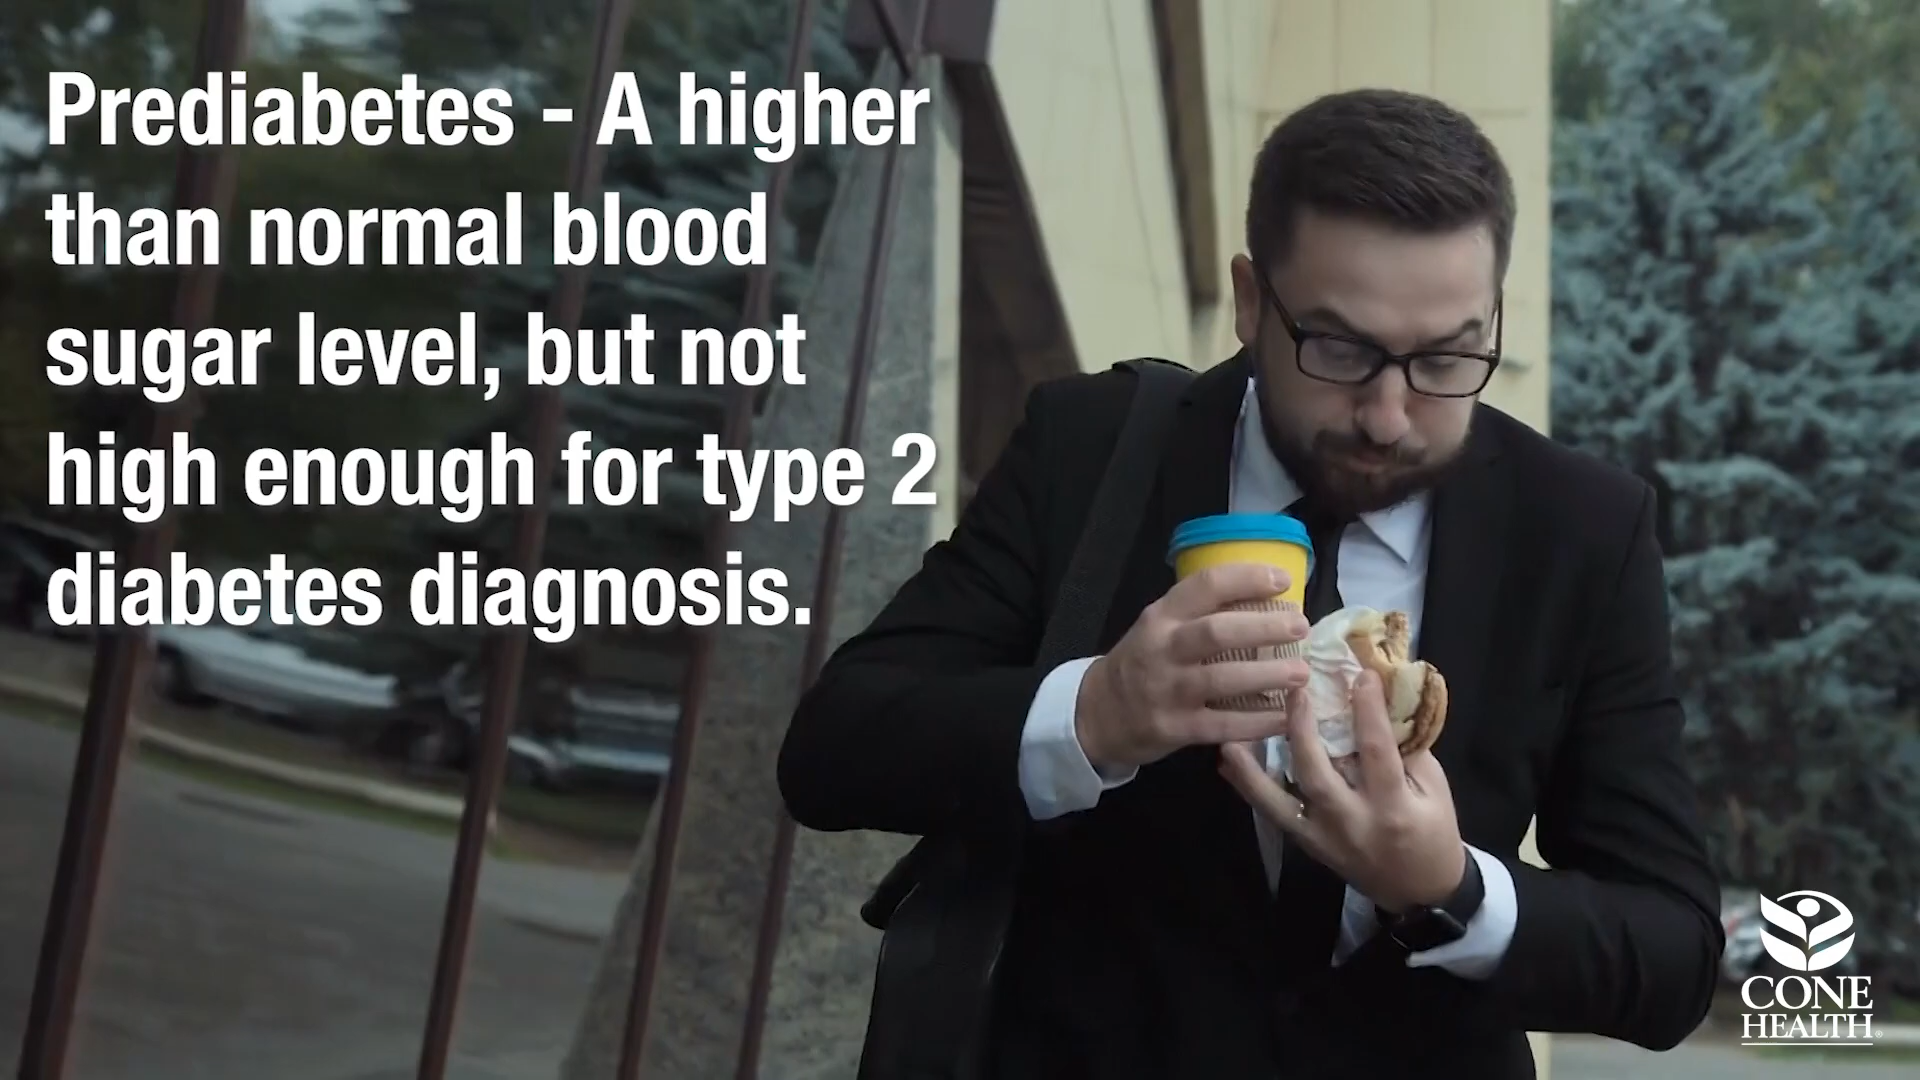 Prediabetes - A higher
than normal blood
sugar level, but not
high enough for type 2
diabetes diagnosis.
CONE
HEALTH®